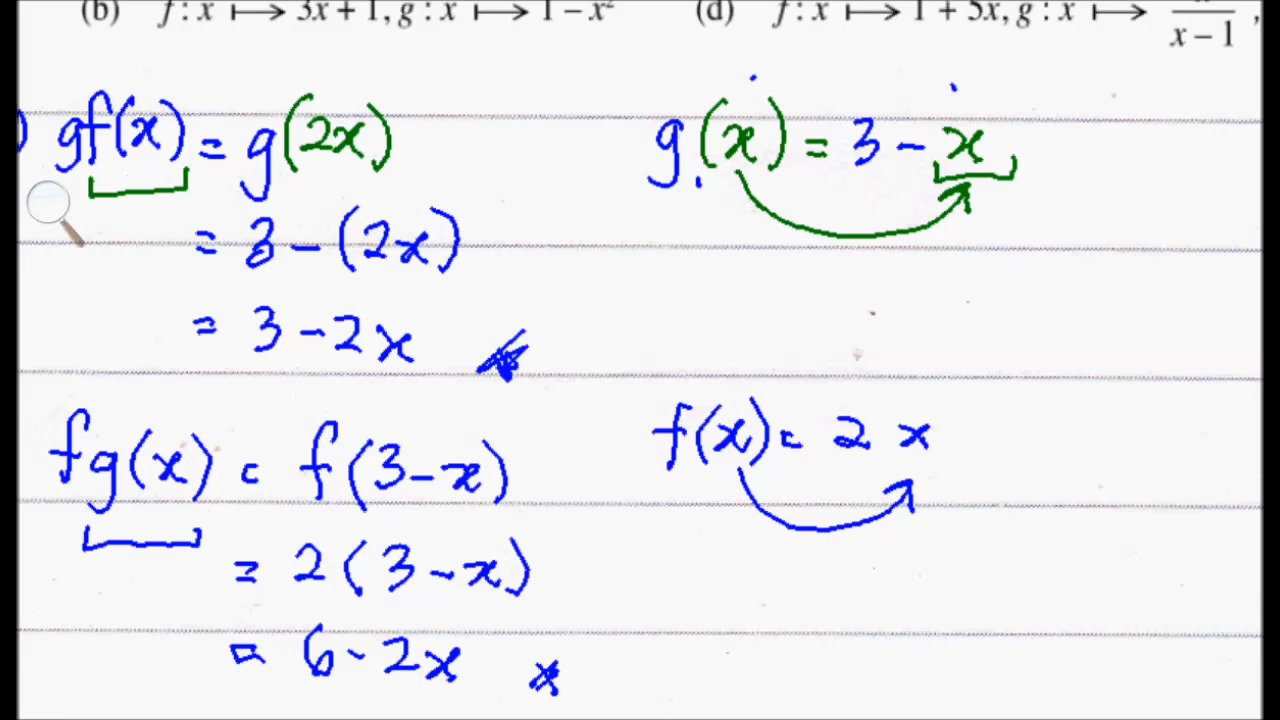 (b) f : x ⟼ 3x + 1, g : x ⟼ 1 – x²
(d) f : x ⟼ 1 + 5x, g : x ⟼ /(x – 1) ,
) gf(x) = g(2x)
= 3 – (2x)
= 3 – 2x
g(x) = 3 – x
fg(x) = f(3 – x)
= 2(3 – x)
= 6 – 2x
f(x) = 2x